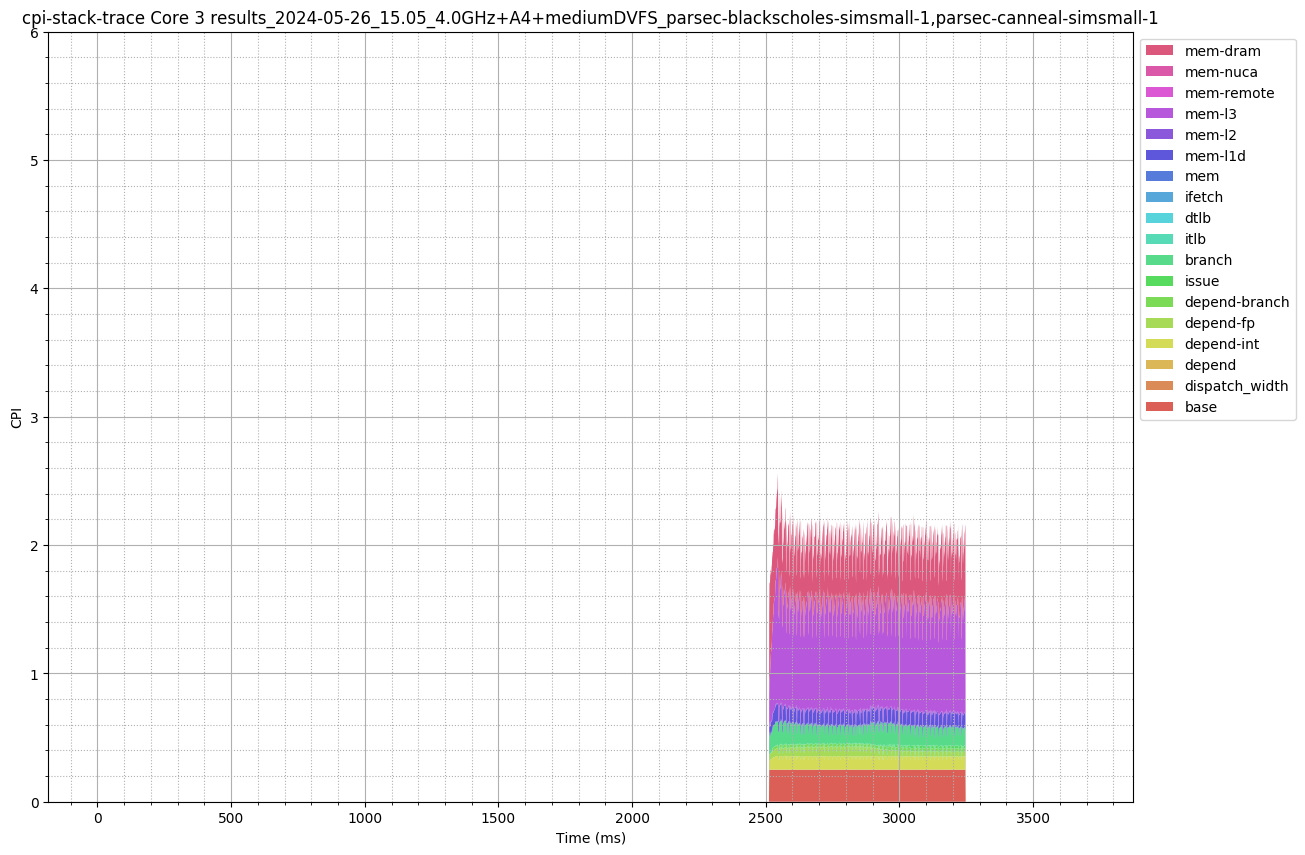 cpi-stack-trace Core 3 results_2024-05-26_15.05_4.0GHz+A4+mediumDVFS_parsec-blackscholes-simsmall-1,parsec-canneal-simsmall-1
6
5
4
3
2
1
0
CPI
0 500 1000 1500 2000 2500 3000 3500
Time (ms)
mem-dram
mem-nuca
mem-remote
mem-l3
mem-l2
mem-l1d
mem
ifetch
dtlb
itlb
branch
issue
depend-branch
depend-fp
depend-int
depend
dispatch_width
base